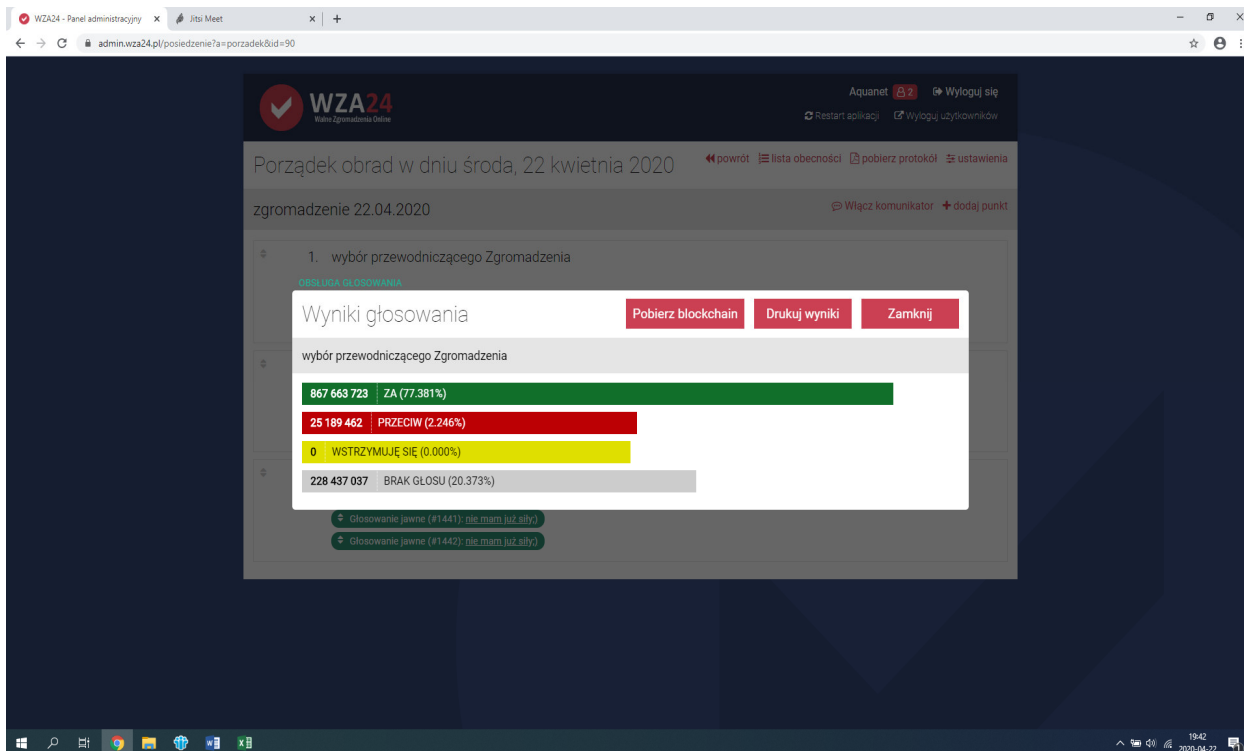 WZA24 - Panel administracyjny
Jitsi Meet
admin.wza24.pl/posiedzenie?a=porzadek&id=90
WZA24
Walne Zgromadzenia Online
Aquanet 2 Wyloguj się
Restart aplikacji Wyloguj użytkowników
Porządek obrad w dniu środa, 22 kwietnia 2020
powrót lista obecności pobierz protokół ustawienia
zgromadzenie 22.04.2020
Włącz komunikator + dodaj punkt
1. wybór przewodniczącego Zgromadzenia
OBSŁUGA GŁOSOWANIA
Wyniki głosowania
Pobierz blockchain
Drukuj wyniki
Zamknij
wybór przewodniczącego Zgromadzenia
867 663 723 ZA (77.381%)
25 189 462 PRZECIW (2.246%)
0 WSTRZYMUJĘ SIĘ (0.000%)
228 437 037 BRAK GŁOSU (20.373%)
Głosowanie jawne (#1441): nie mam już siły;)
Głosowanie jawne (#1442): nie mam już siły;)
19:42
2020-04-22